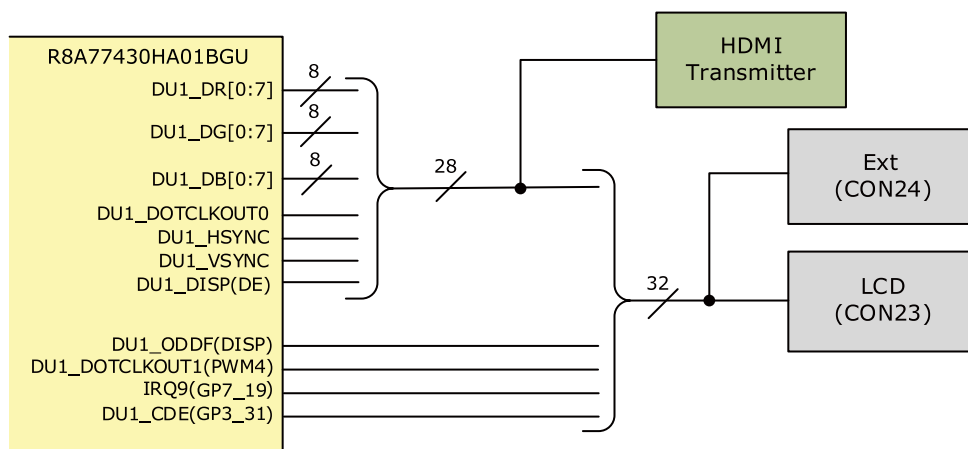 R8A77430HA01BGU
DU1_DR[0:7]
8
DU1_DG[0:7]
8
DU1_DB[0:7]
8
DU1_DOTCLKOUT0
DU1_HSYNC
DU1_VSYNC
DU1_DISP(DE)
28
HDMI
Transmitter
Ext
(CON24)
32
LCD
(CON23)
DU1_ODDF(DISP)
DU1_DOTCLKOUT1(PWM4)
IRQ9(GP7_19)
DU1_CDE(GP3_31)